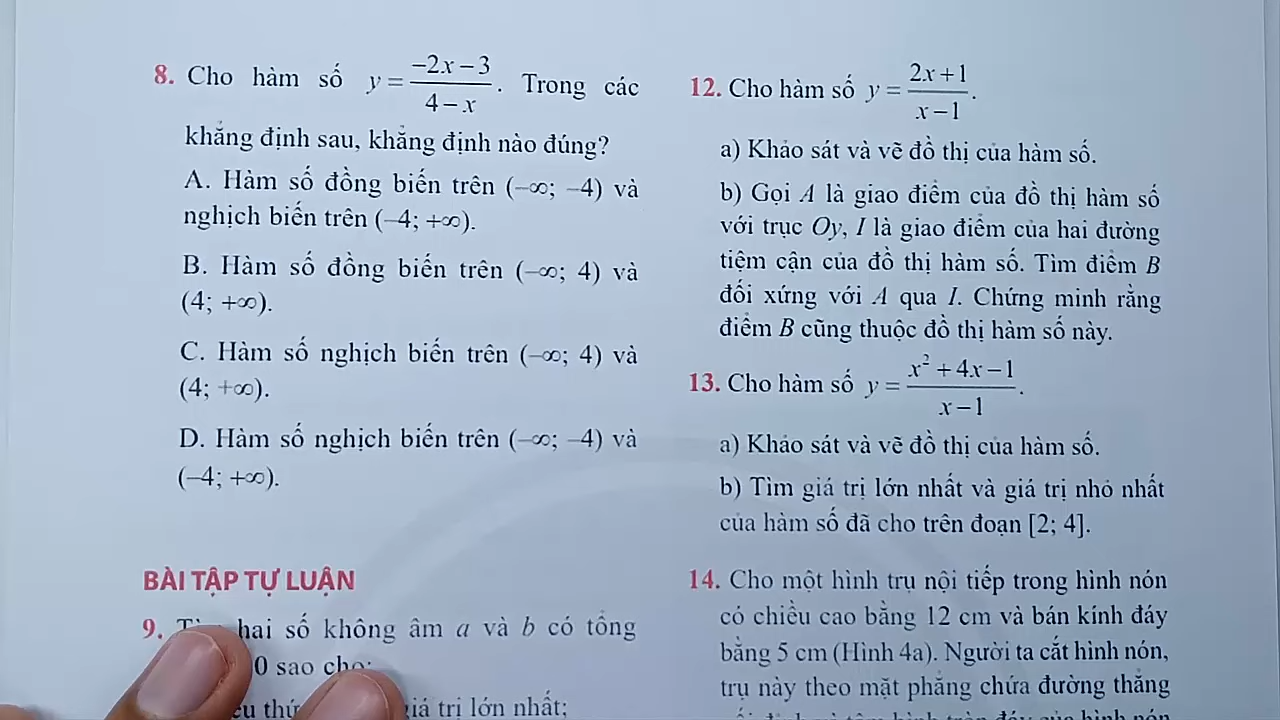 8. Cho hàm số y = \frac{-2x-3}{4-x}. Trong các
khẳng định sau, khẳng định nào đúng?
A. Hàm số đồng biến trên (−∞; −4) và
nghịch biến trên (−4; +∞).
B. Hàm số đồng biến trên (−∞; 4) và
(4; +∞).
C. Hàm số nghịch biến trên (−∞; 4) và
(4; +∞).
D. Hàm số nghịch biến trên (−∞; −4) và
(−4; +∞).
BÀI TẬP TỰ LUẬN
9. hai số không âm a và b có tổng
0 sao cho:
giá trị lớn nhất;
12. Cho hàm số y = \frac{2x+1}{x-1}.
a) Khảo sát và vẽ đồ thị của hàm số.
b) Gọi A là giao điểm của đồ thị hàm số
với trục Oy, I là giao điểm của hai đường
tiệm cận của đồ thị hàm số. Tìm điểm B
đối xứng với A qua I. Chứng minh rằng
điểm B cũng thuộc đồ thị hàm số này.
13. Cho hàm số y = \frac{x^2+4x-1}{x-1}.
a) Khảo sát và vẽ đồ thị của hàm số.
b) Tìm giá trị lớn nhất và giá trị nhỏ nhất
của hàm số đã cho trên đoạn [2; 4].
14. Cho một hình trụ nội tiếp trong hình nón
có chiều cao bằng 12 cm và bán kính đáy
bằng 5 cm (Hình 4a). Người ta cắt hình nón,
trụ này theo mặt phẳng chứa đường thẳng